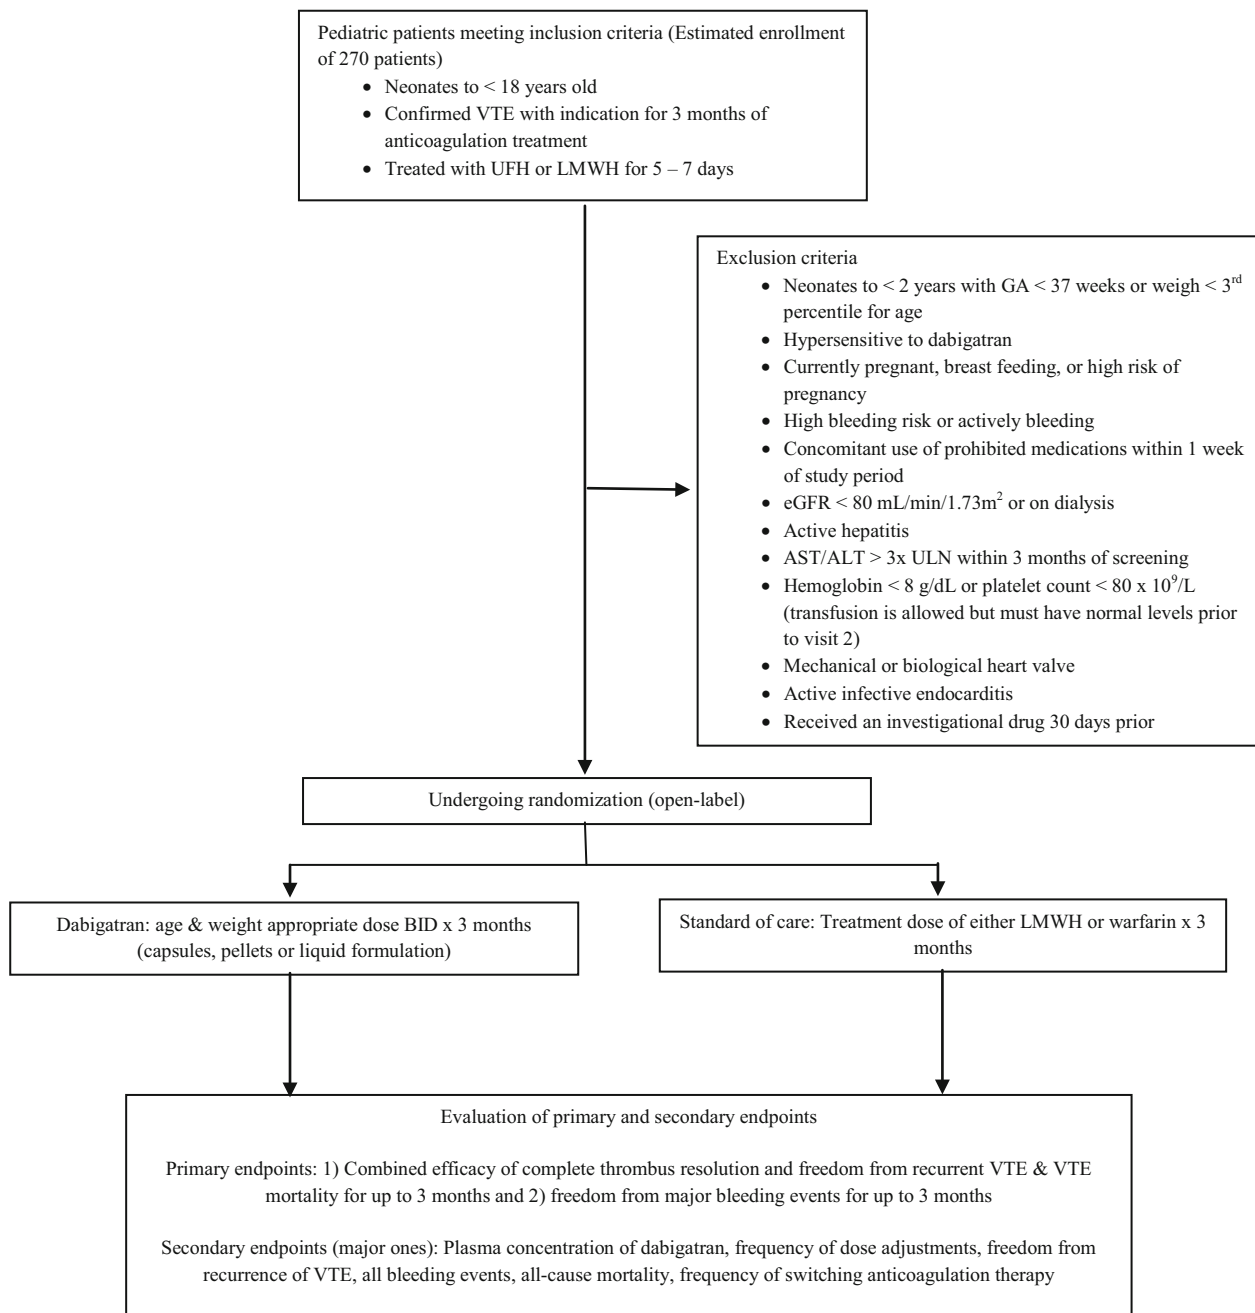 Pediatric patients meeting inclusion criteria (Estimated enrollment
of 270 patients)
• Neonates to < 18 years old
• Confirmed VTE with indication for 3 months of
anticoagulation treatment
• Treated with UFH or LMWH for 5 – 7 days
Exclusion criteria
• Neonates to < 2 years with GA < 37 weeks or weigh < 3rd
percentile for age
• Hypersensitive to dabigatran
• Currently pregnant, breast feeding, or high risk of
pregnancy
• High bleeding risk or actively bleeding
• Concomitant use of prohibited medications within 1 week
of study period
• eGFR < 80 mL/min/1.73m2 or on dialysis
• Active hepatitis
• AST/ALT > 3x ULN within 3 months of screening
• Hemoglobin < 8 g/dL or platelet count < 80 x 10^9/L
(transfusion is allowed but must have normal levels prior
to visit 2)
• Mechanical or biological heart valve
• Active infective endocarditis
• Received an investigational drug 30 days prior
Undergoing randomization (open-label)
Dabigatran: age & weight appropriate dose BID x 3 months
(capsules, pellets or liquid formulation)
Standard of care: Treatment dose of either LMWH or warfarin x 3
months
Evaluation of primary and secondary endpoints
Primary endpoints: 1) Combined efficacy of complete thrombus resolution and freedom from recurrent VTE & VTE
mortality for up to 3 months and 2) freedom from major bleeding events for up to 3 months
Secondary endpoints (major ones): Plasma concentration of dabigatran, frequency of dose adjustments, freedom from
recurrence of VTE, all bleeding events, all-cause mortality, frequency of switching anticoagulation therapy